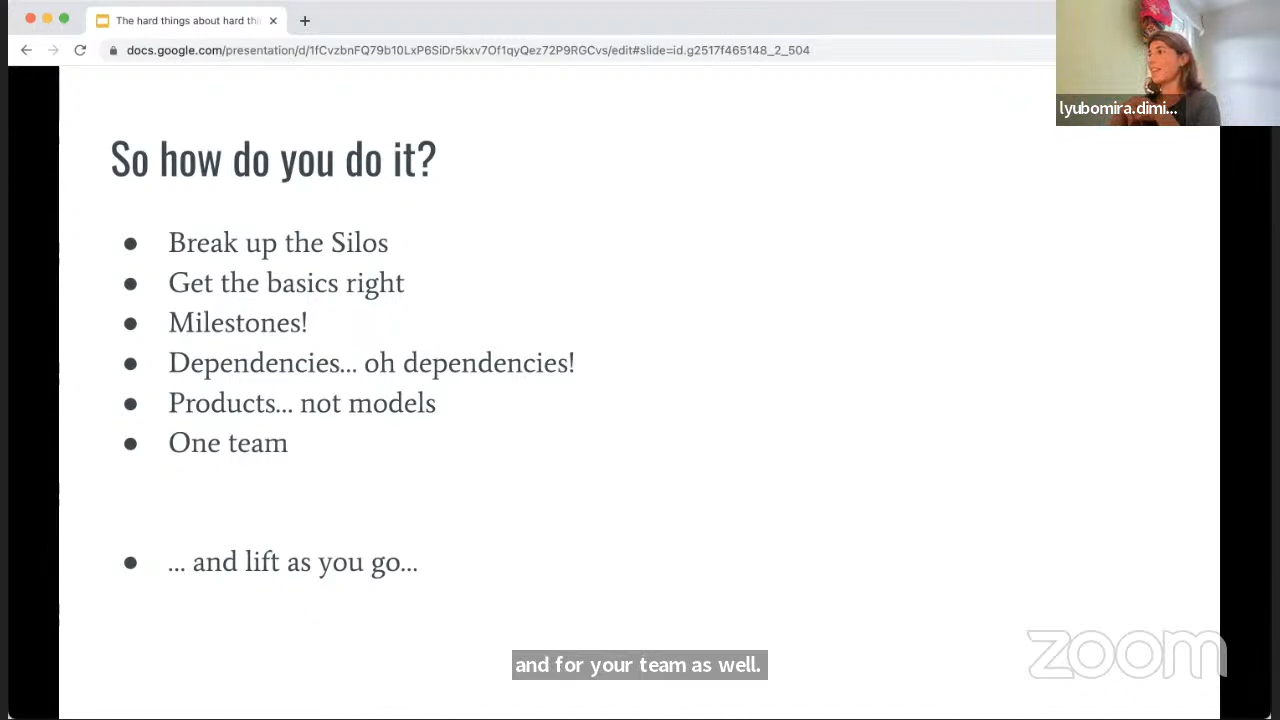 The hard things about hard thi
docs.google.com/presentation/d/1fCvzbnFQ79b10LxP6SiDr5kxv7Of1qyQez72P9RGCvs/edit#slide=id.g2517f465148_2_504
lyubomira.dimi...
So how do you do it?
● Break up the Silos
● Get the basics right
● Milestones!
● Dependencies... oh dependencies!
● Products... not models
● One team
● ... and lift as you go...
and for your team as well.
zoom